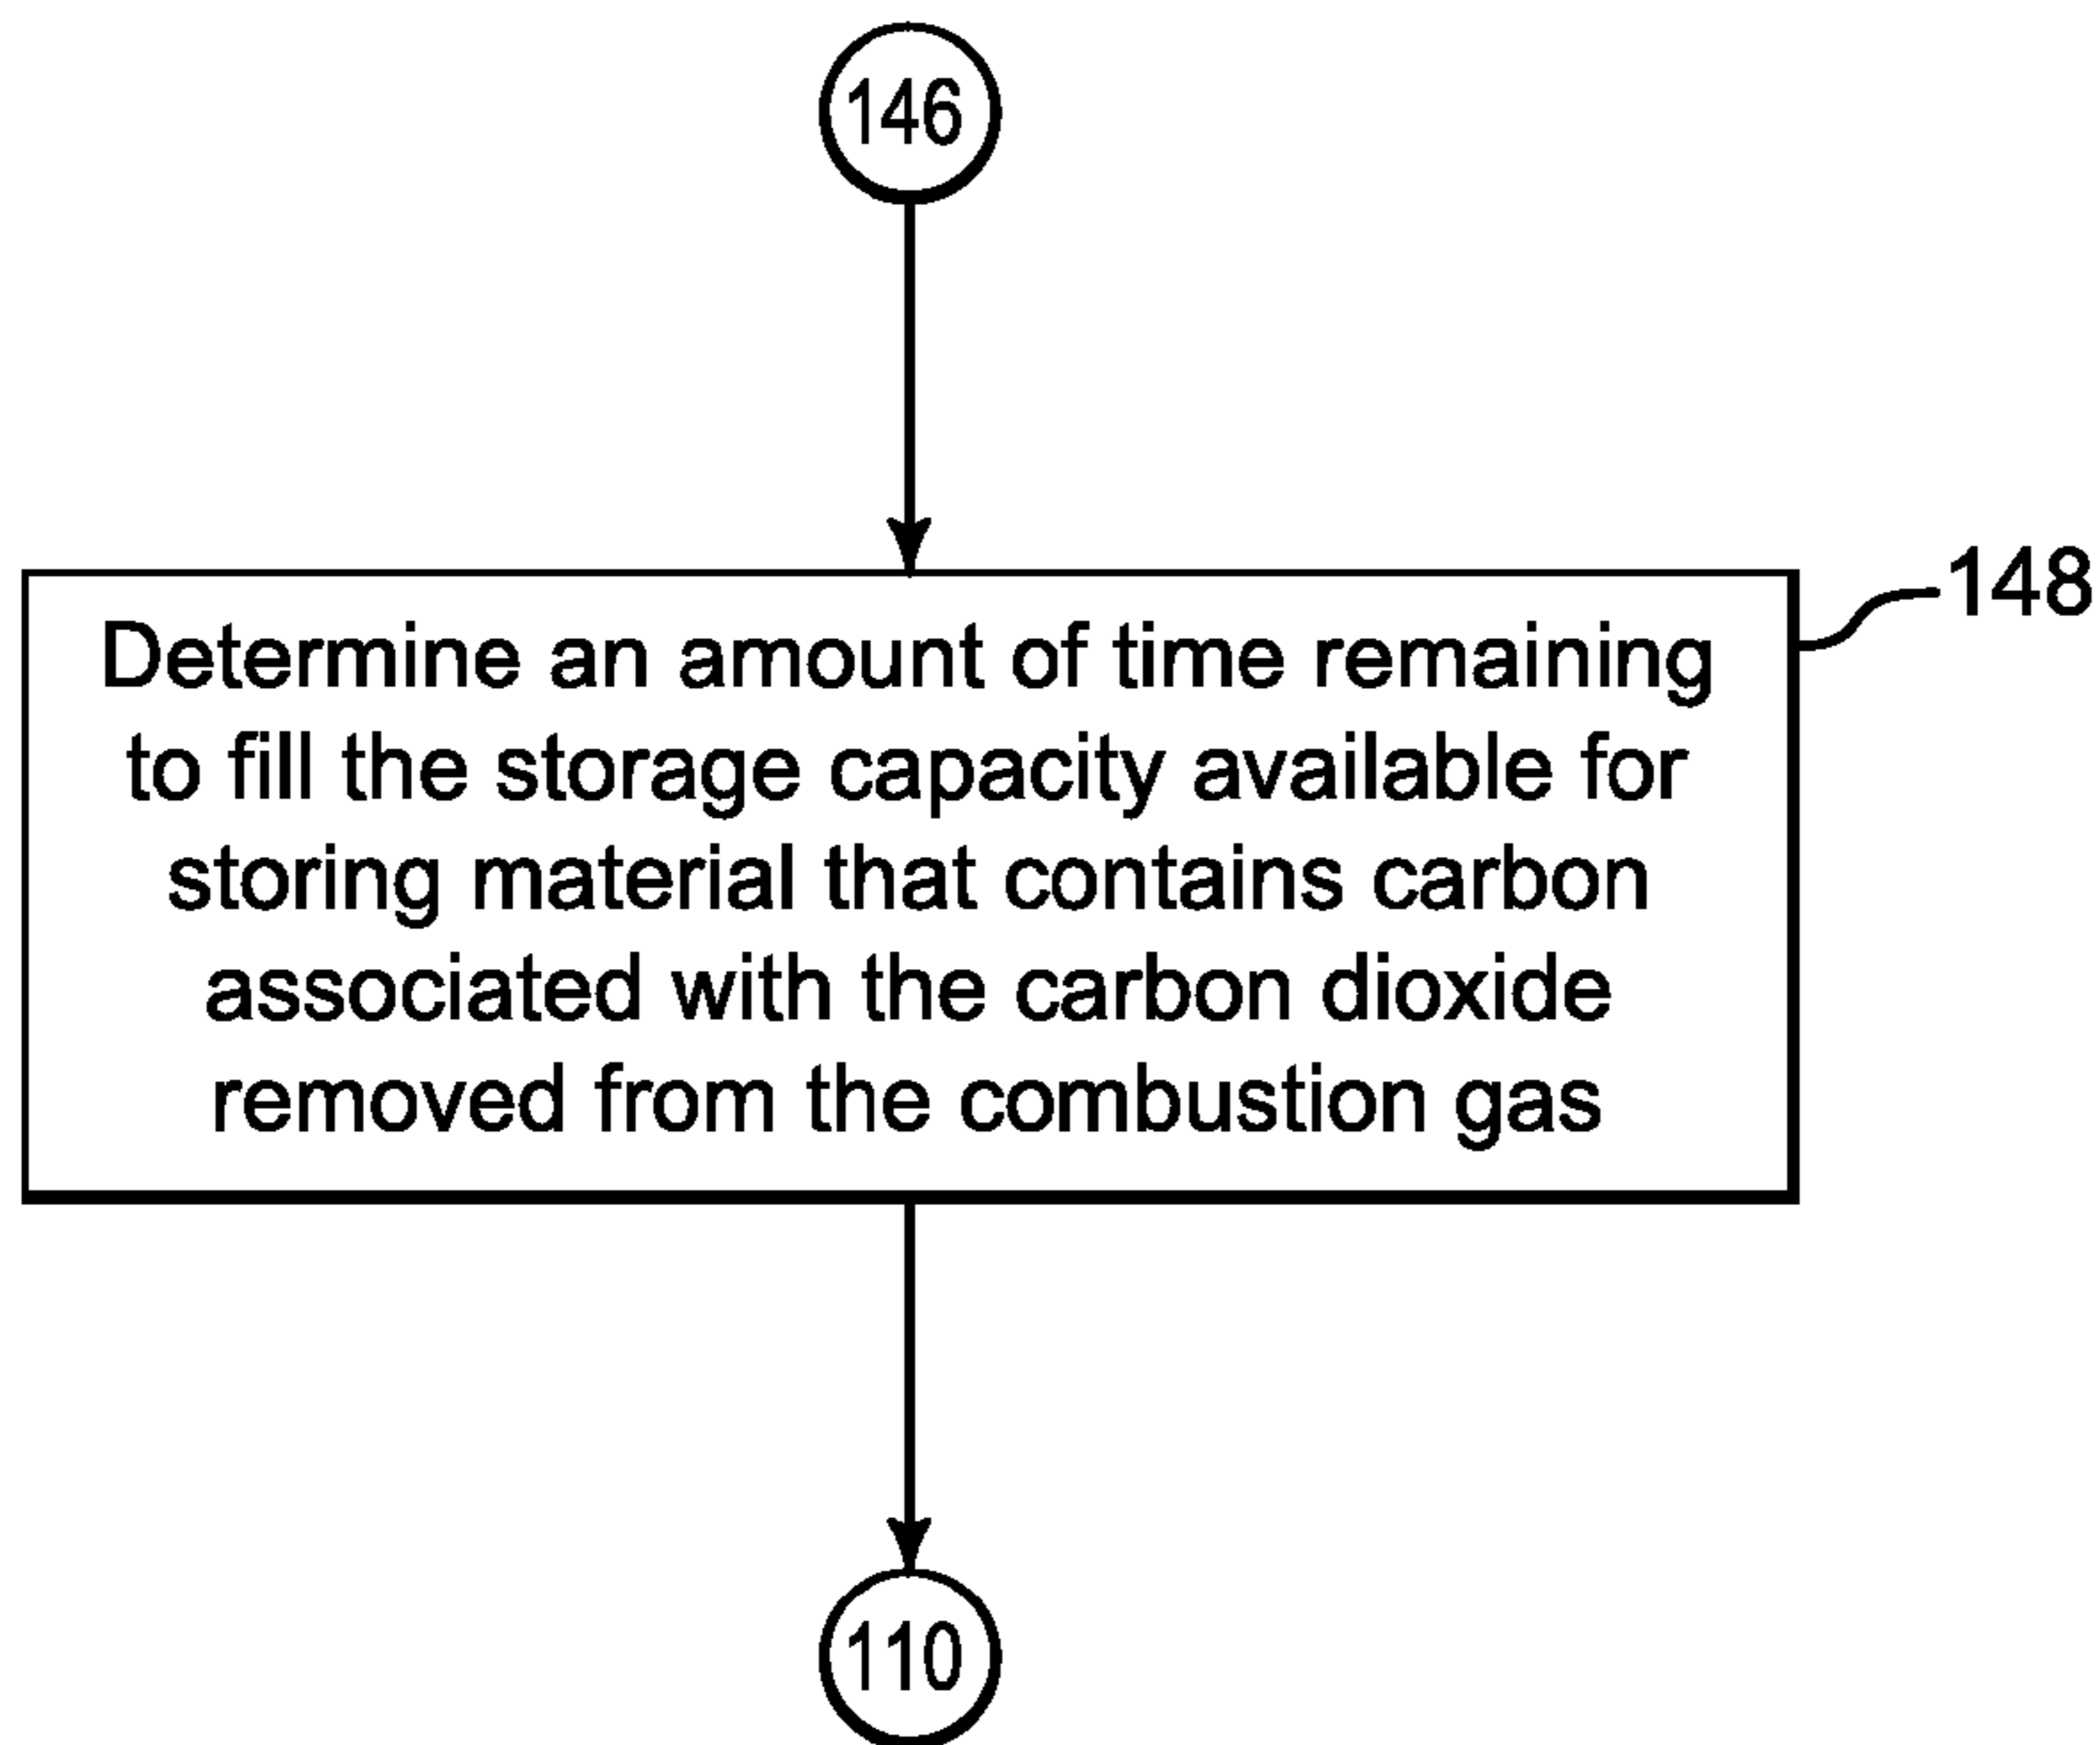 146
148
Determine an amount of time remaining
to fill the storage capacity available for
storing material that contains carbon
associated with the carbon dioxide
removed from the combustion gas
110